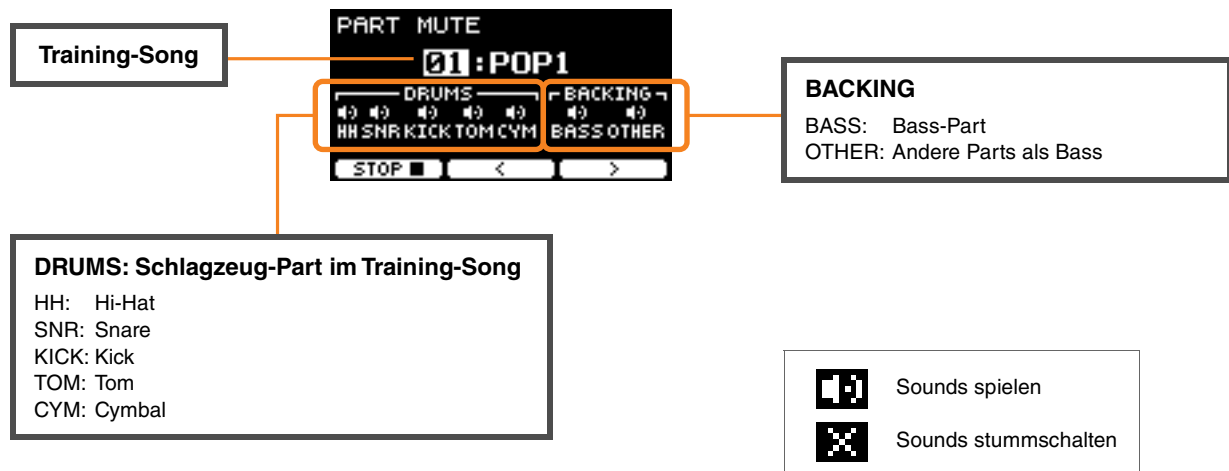 Training-Song
PART MUTE
01:POP1
DRUMS
BACKING
HH SNR KICK TOM CYM
BASS OTHER
STOP ■ < >
BACKING
BASS: Bass-Part
OTHER: Andere Parts als Bass
DRUMS: Schlagzeug-Part im Training-Song
HH: Hi-Hat
SNR: Snare
KICK: Kick
TOM: Tom
CYM: Cymbal
Sounds spielen
Sounds stummschalten